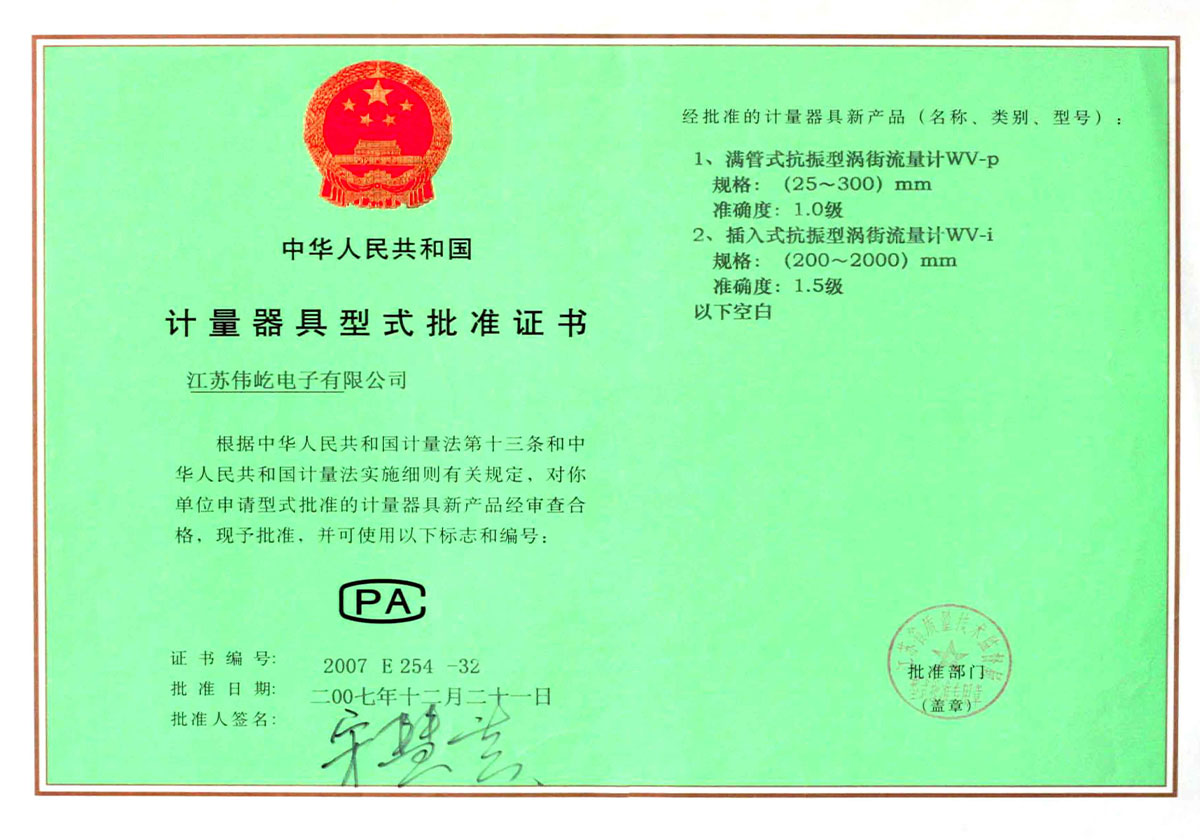 中华人民共和国
计量器具型式批准证书
江苏伟屹电子有限公司
根据中华人民共和国计量法第十三条和中
华人民共和国计量法实施细则有关规定，对你
单位申请型式批准的计量器具新产品经审查合
格，现予批准，并可使用以下标志和编号：
PA
证书编号： 2007 E 254 -32
批准日期： 二00七年十二月二十一日
批准人签名：
经批准的计量器具新产品（名称、类别、型号）：
1、满管式抗振型涡街流量计WV-p
规格：（25～300）mm
准确度：1.0级
2、插入式抗振型涡街流量计WV-i
规格：（200～2000）mm
准确度：1.5级
以下空白
江苏省质量技术监督局
批准部门
（盖章）